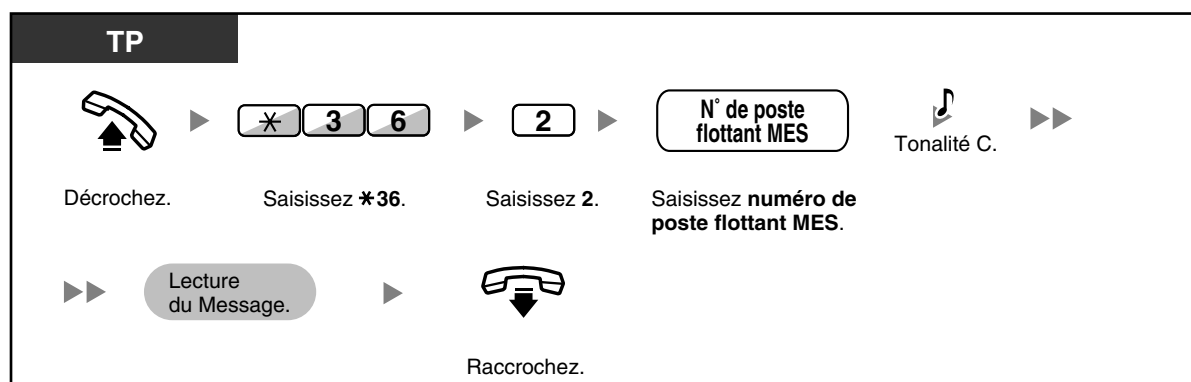 TP
✳ 3 6
2
N° de poste
flottant MES
Tonalité C.
Décrochez.
Saisissez ✳36.
Saisissez 2.
Saisissez numéro de
poste flottant MES.
Lecture
du Message.
Raccrochez.